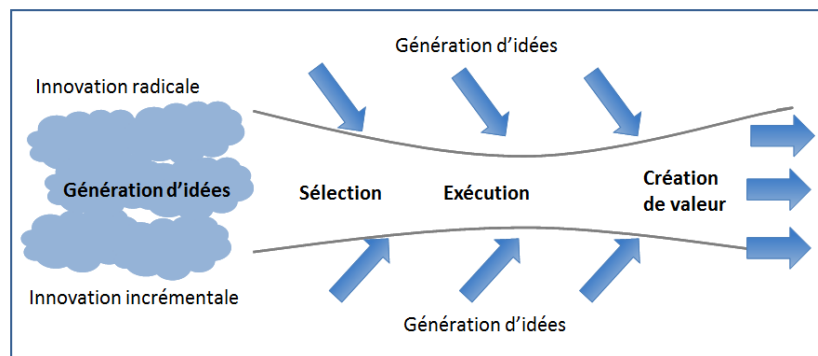 Génération d'idées
Innovation radicale
Génération d'idées
Sélection
Exécution
Création
de valeur
Innovation incrémentale
Génération d'idées